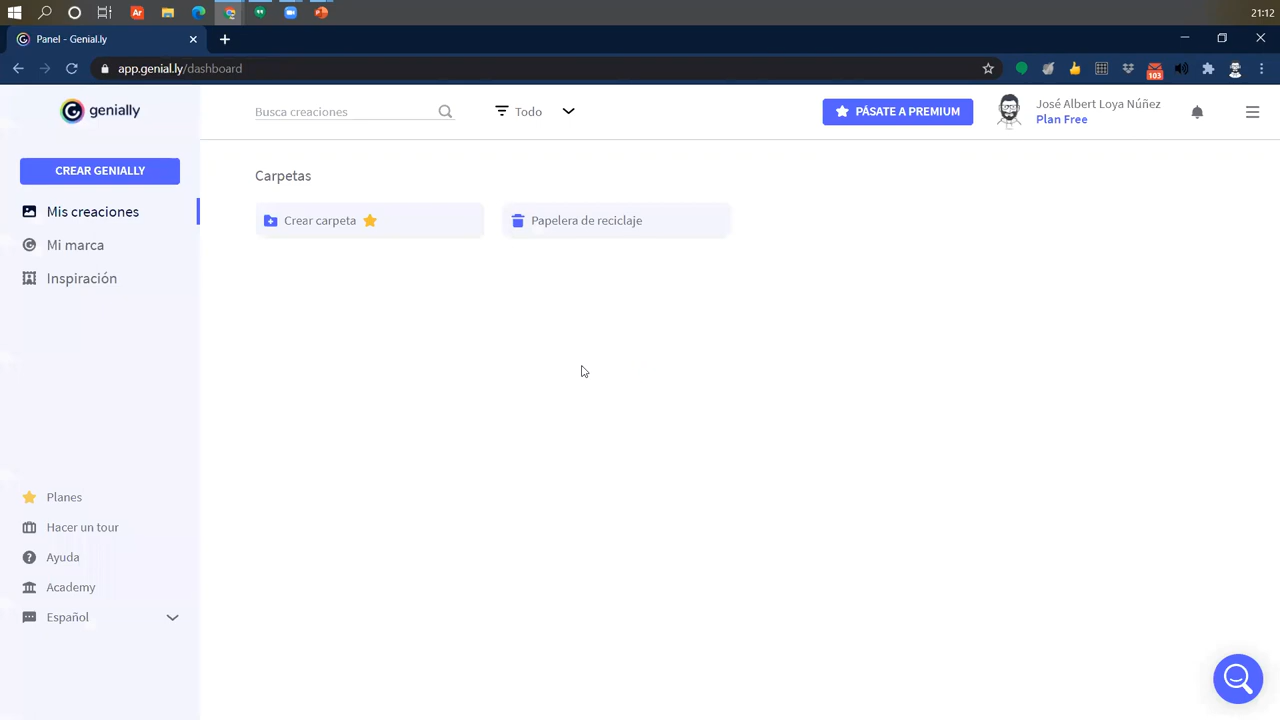 21:12
Panel - Genial.ly
app.genial.ly/dashboard
103
genially
Busca creaciones
Todo
PÁSATE A PREMIUM
José Albert Loya Núñez
Plan Free
CREAR GENIALLY
Mis creaciones
Mi marca
Inspiración
Carpetas
Crear carpeta
Papelera de reciclaje
Planes
Hacer un tour
Ayuda
Academy
Español